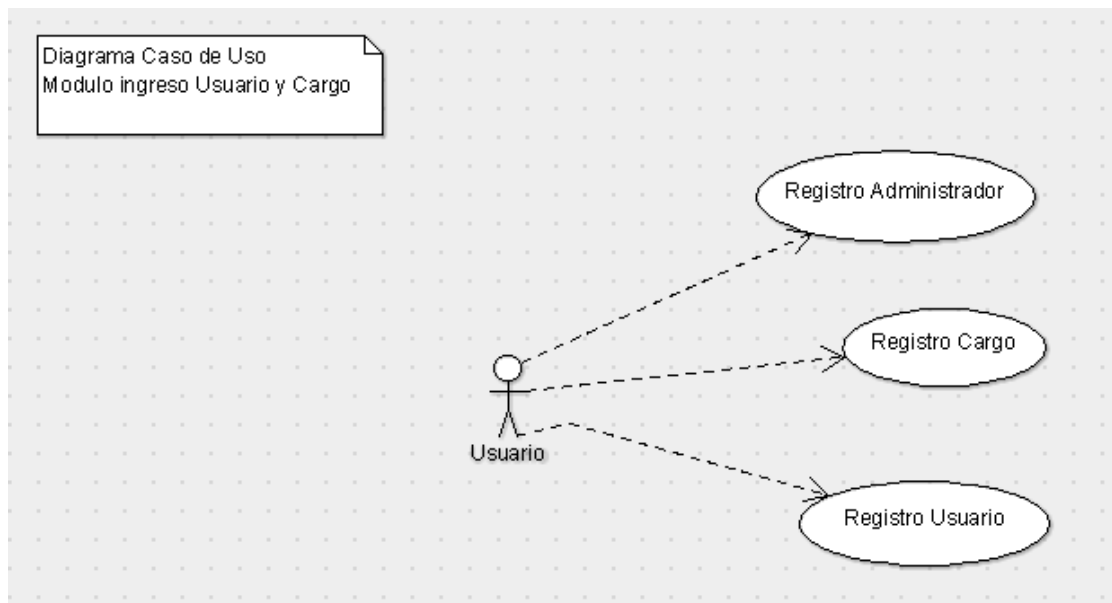 Diagrama Caso de Uso
Modulo ingreso Usuario y Cargo
Registro Administrador
Registro Cargo
Usuario
Registro Usuario